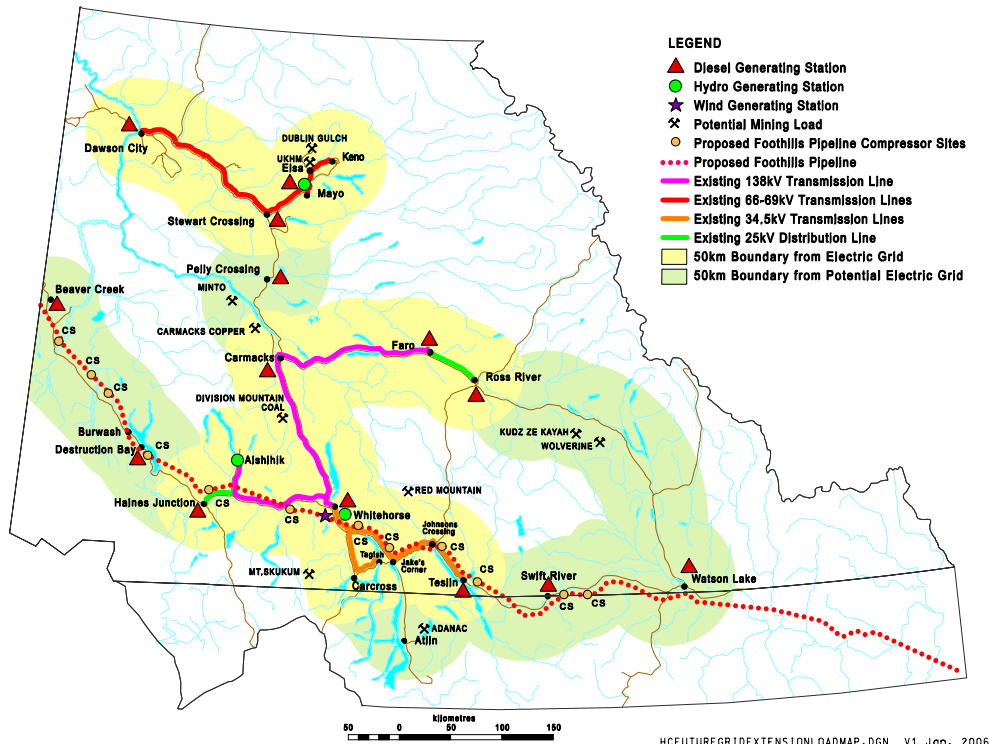 LEGEND
Diesel Generating Station
Hydro Generating Station
Wind Generating Station
Potential Mining Load
Proposed Foothills Pipeline Compressor Sites
Proposed Foothills Pipeline
Existing 138kV Transmission Line
Existing 66-69kV Transmission Lines
Existing 34,5kV Transmission Lines
Existing 25kV Distribution Line
50km Boundary from Electric Grid
50km Boundary from Potential Electric Grid
Dawson City
DUBLIN GULCH
UKHM
Elsa
Keno
Mayo
Stewart Crossing
Pelly Crossing
MINTO
Beaver Creek
CS
CARMACKS COPPER
CS
Carmacks
Faro
CS
Ross River
DIVISION MOUNTAIN
COAL
Burwash
KUDZ ZE KAYAH
WOLVERINE
Destruction Bay
CS
Aishihik
RED MOUNTAIN
Haines Junction
CS
CS
Whitehorse
Johnsons
Crossing
CS
CS
Tagish
Jake's
Corner
CS
MT,SKUKUM
Carcross
Teslin
CS
Swift River
CS
CS
Watson Lake
ADANAC
Atlin
kilometres
50 0 50 100 150
HCFUTUREGRIDEXTENSIONLOADMAP.DGN V1 Jan, 2006